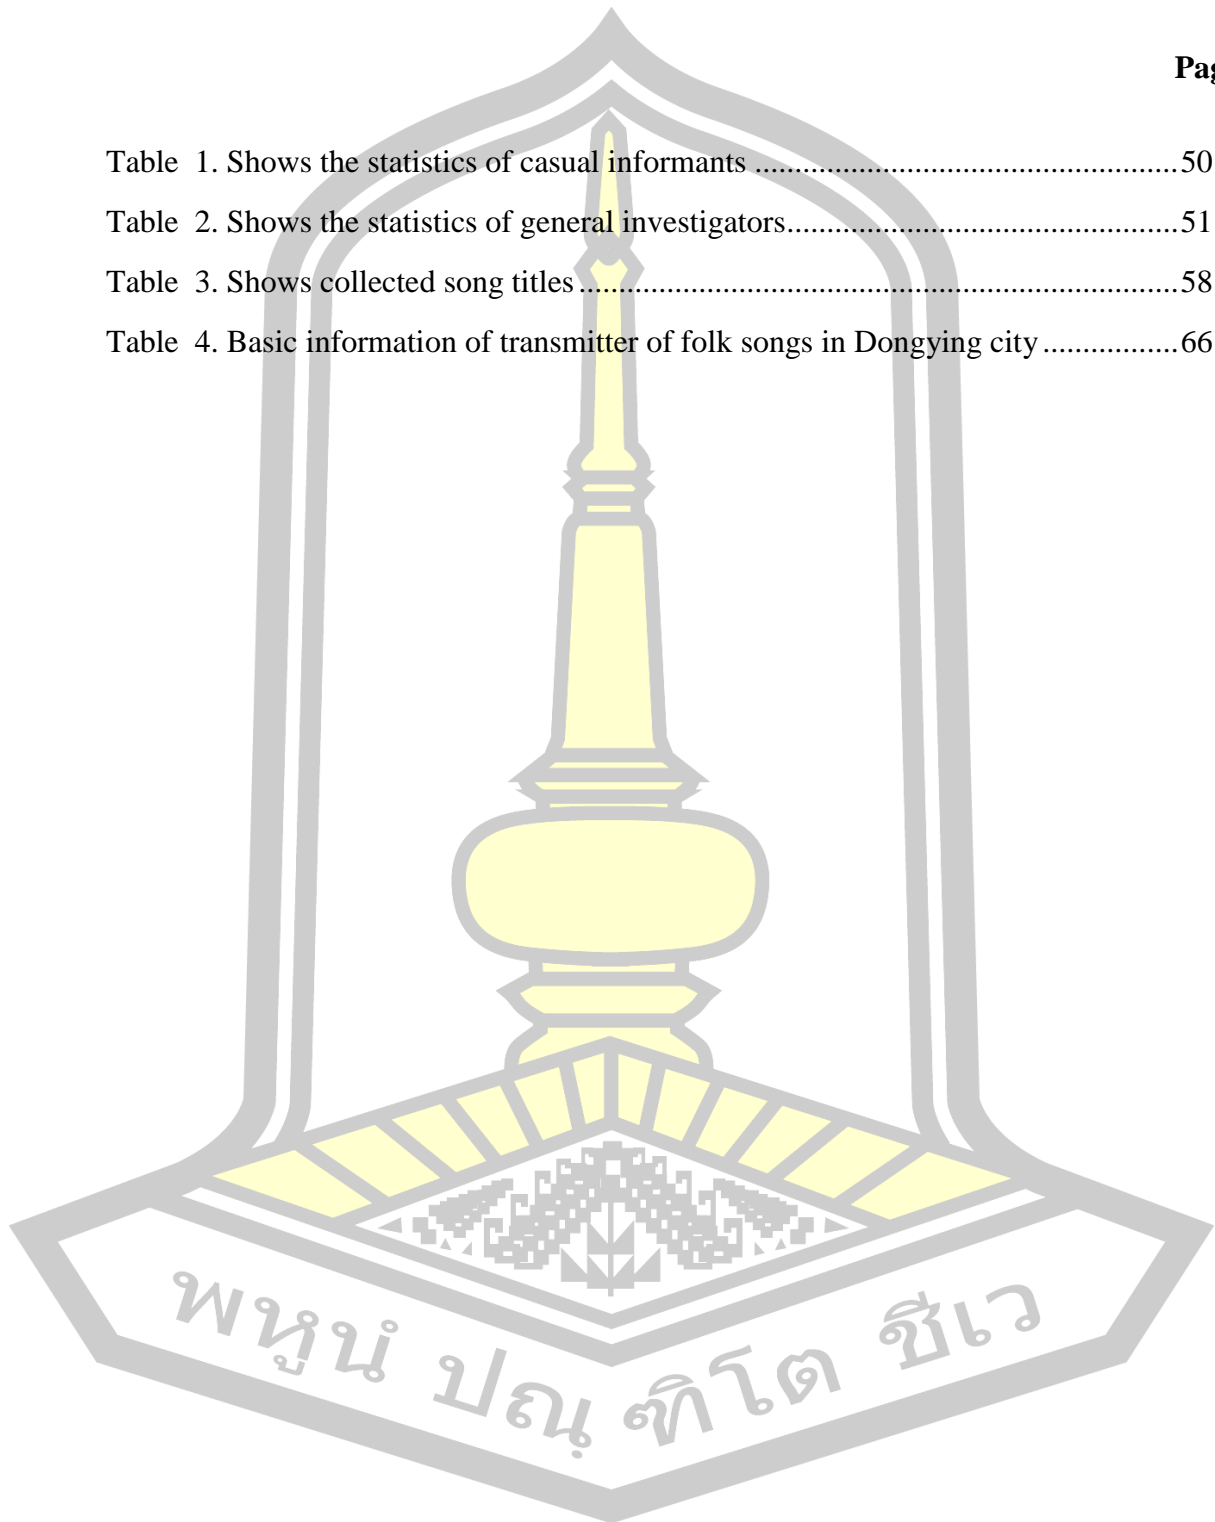 Pag
Table 1. Shows the statistics of casual informants ..................................................... 50
Table 2. Shows the statistics of general investigators................................................. 51
Table 3. Shows collected song titles ........................................................................... 58
Table 4. Basic information of transmitter of folk songs in Dongying city ................. 66
พหูนํ ปณฺ ฑิโต ชีเว